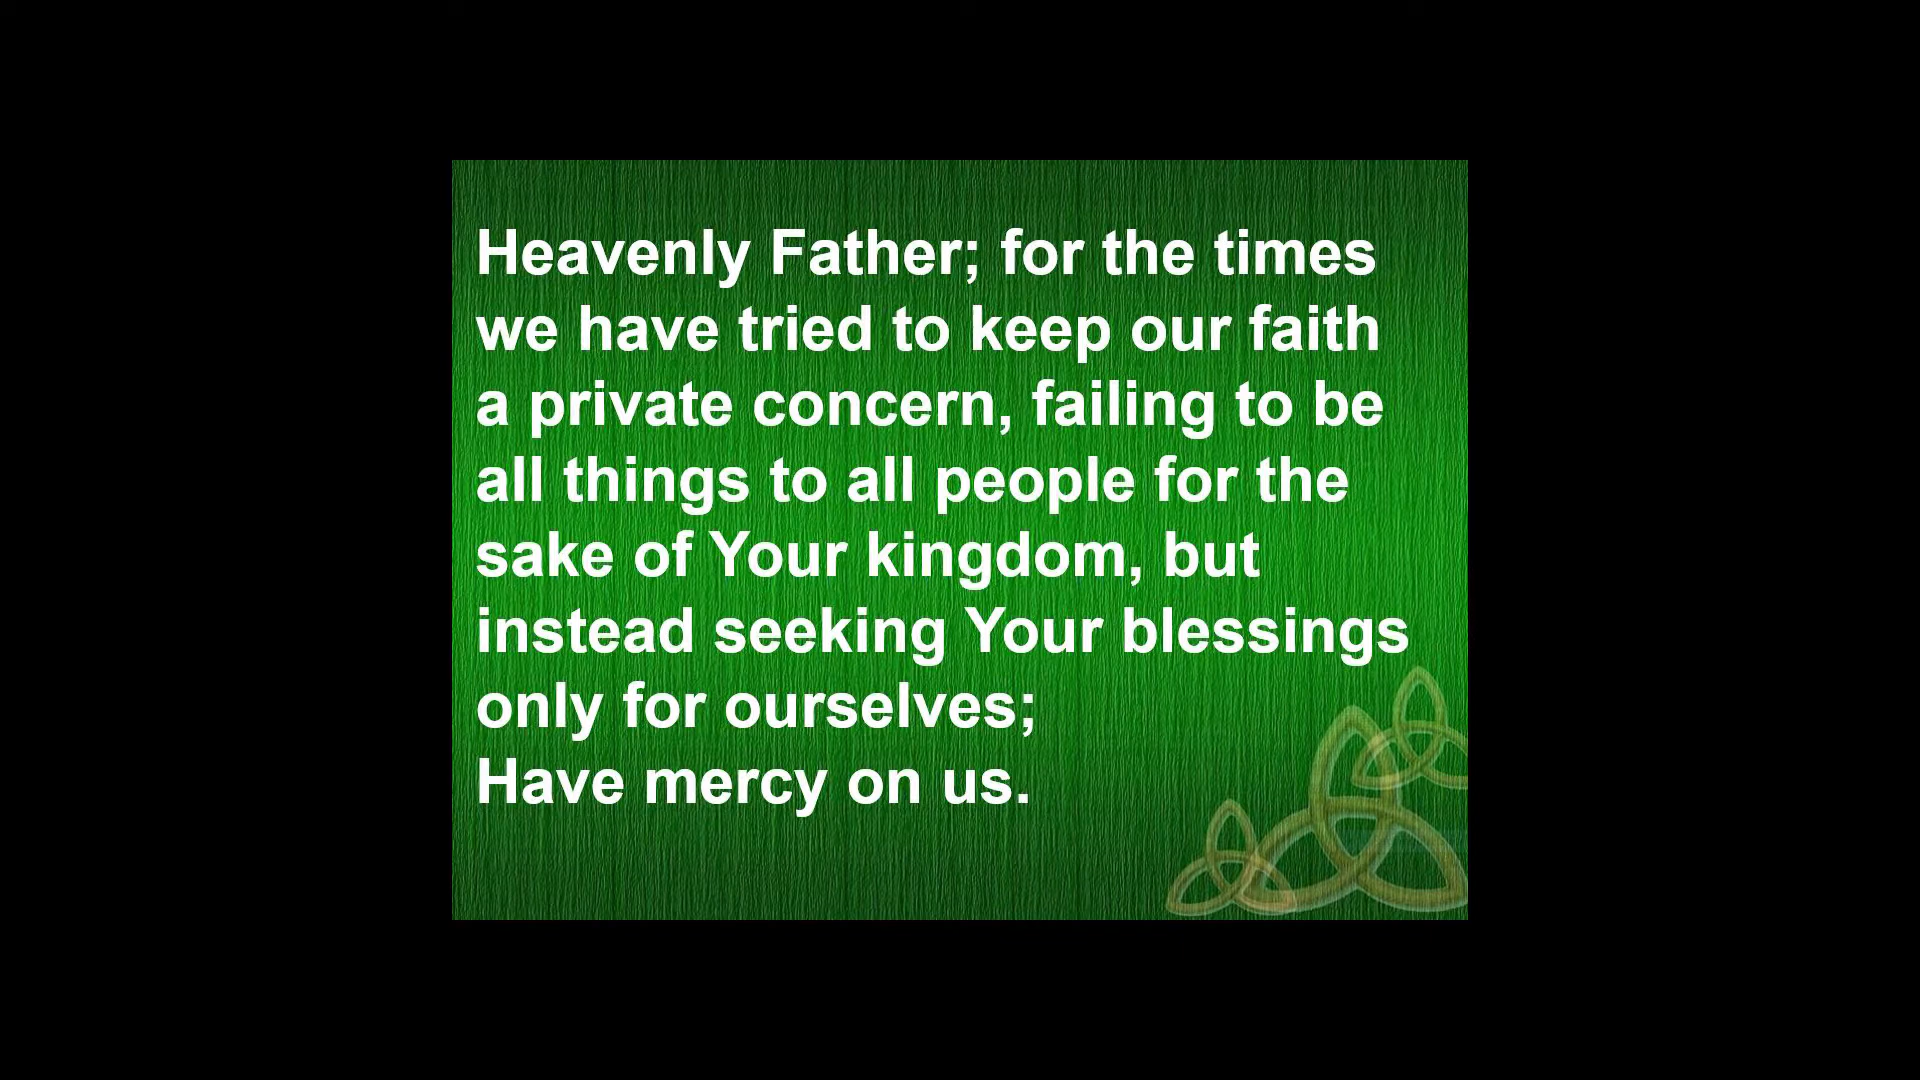 Heavenly Father; for the times
we have tried to keep our faith
a private concern, failing to be
all things to all people for the
sake of Your kingdom, but
instead seeking Your blessings
only for ourselves;
Have mercy on us.